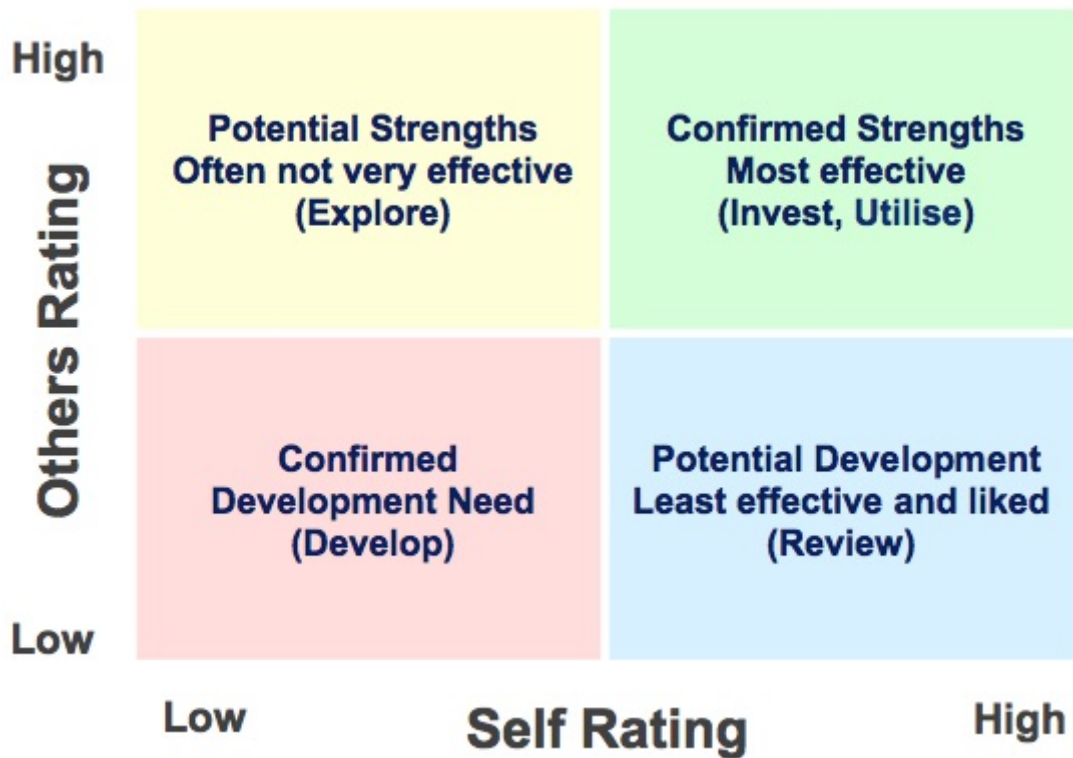 High
Others Rating
Low
Potential Strengths
Often not very effective
(Explore)
Confirmed Strengths
Most effective
(Invest, Utilise)
Confirmed
Development Need
(Develop)
Potential Development
Least effective and liked
(Review)
Low
Self Rating
High